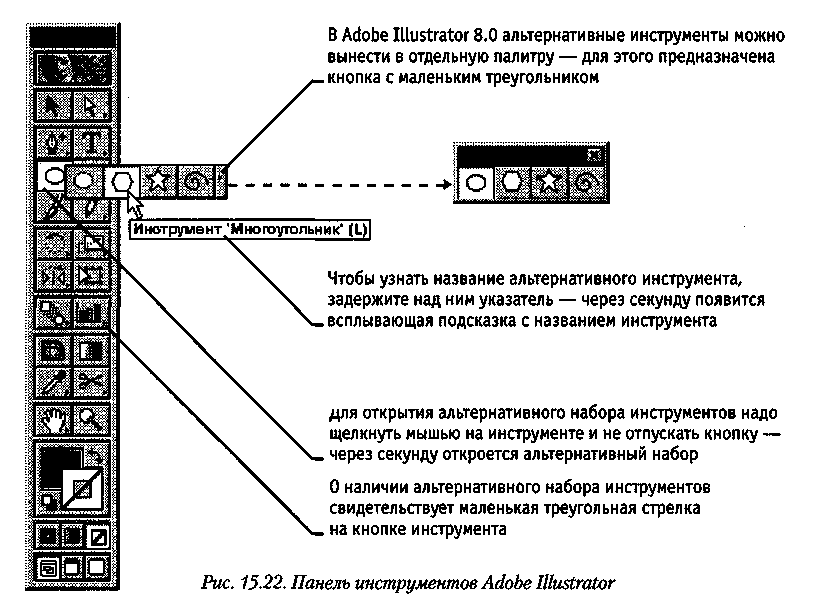 В Adobe Illustrator 8.0 альтернативные инструменты можно
вынести в отдельную палитру — для этого предназначена
кнопка с маленьким треугольником
Инструмент 'Многоугольник' (L)
Чтобы узнать название альтернативного инструмента,
задержите над ним указатель — через секунду появится
всплывающая подсказка с названием инструмента
Для открытия альтернативного набора инструментов надо
щелкнуть мышью на инструменте и не отпускать кнопку —
через секунду откроется альтернативный набор
О наличии альтернативного набора инструментов
свидетельствует маленькая треугольная стрелка
на кнопке инструмента
Рис. 15.22. Панель инструментов Adobe Illustrator